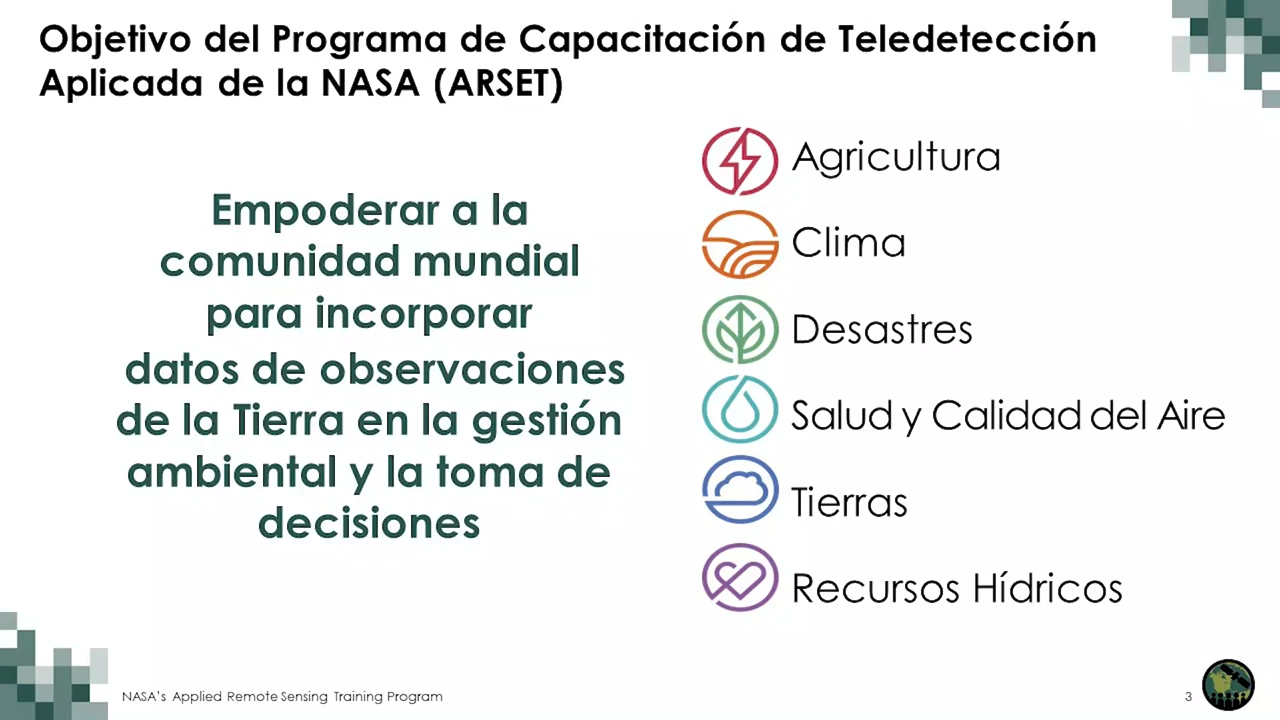 Objetivo del Programa de Capacitación de Teledetección
Aplicada de la NASA (ARSET)
Empoderar a la
comunidad mundial
para incorporar
datos de observaciones
de la Tierra en la gestión
ambiental y la toma de
decisiones
Agricultura
Clima
Desastres
Salud y Calidad del Aire
Tierras
Recursos Hídricos
NASA's Applied Remote Sensing Training Program
3